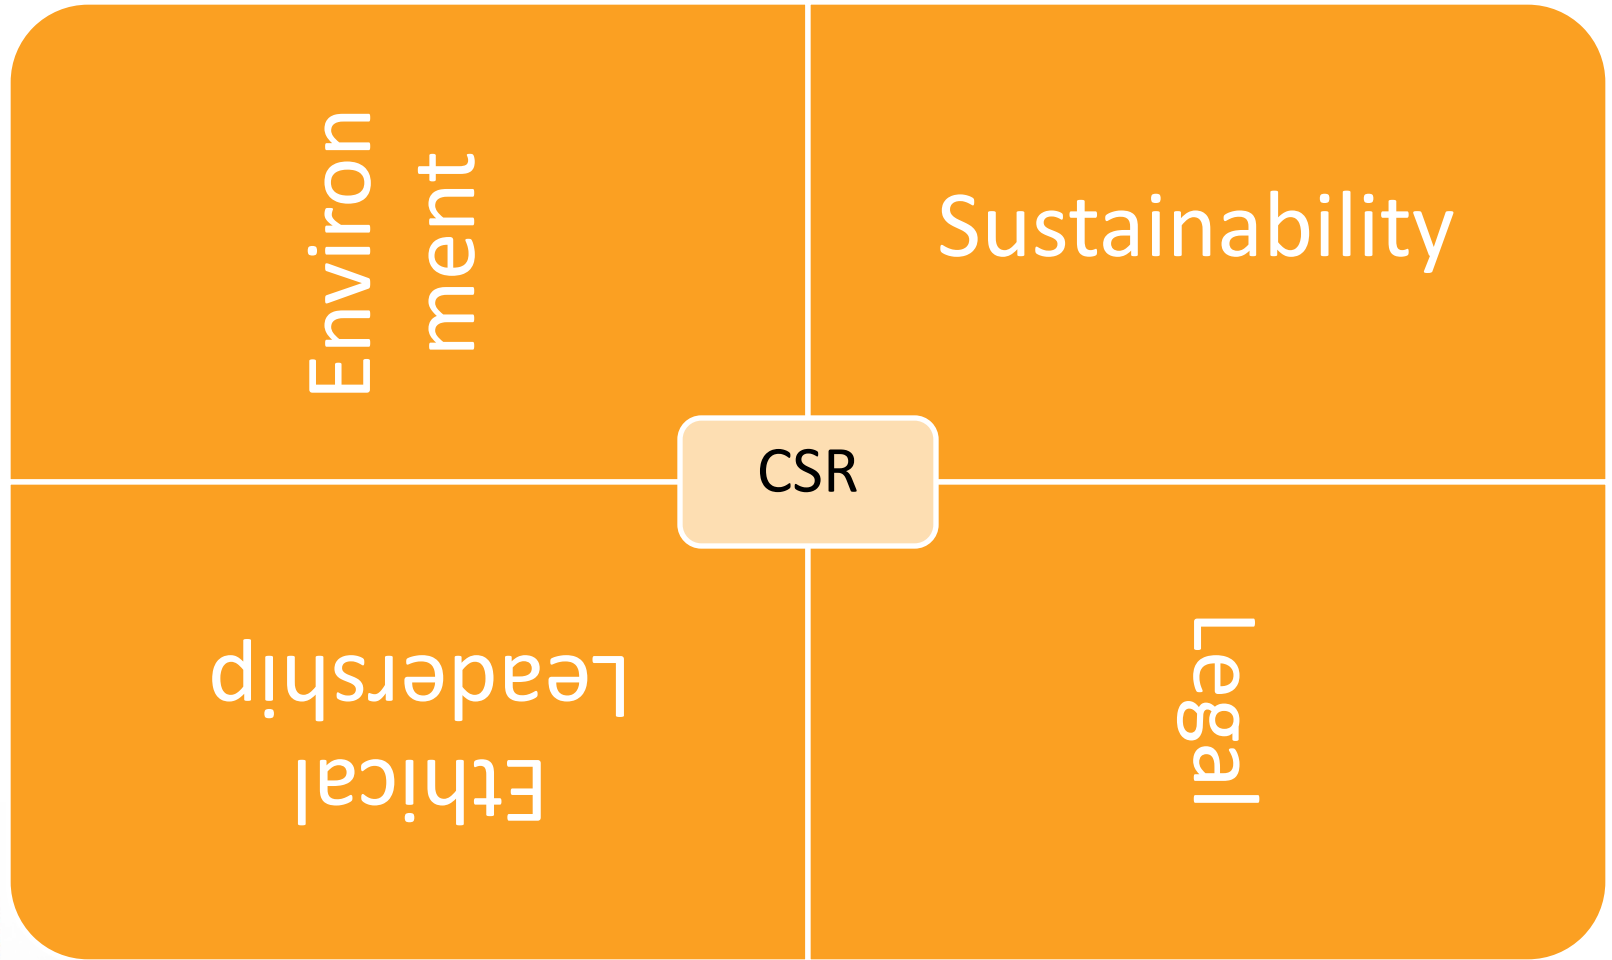 Environ
ment
Sustainability
CSR
Ethical
Leadership
Legal